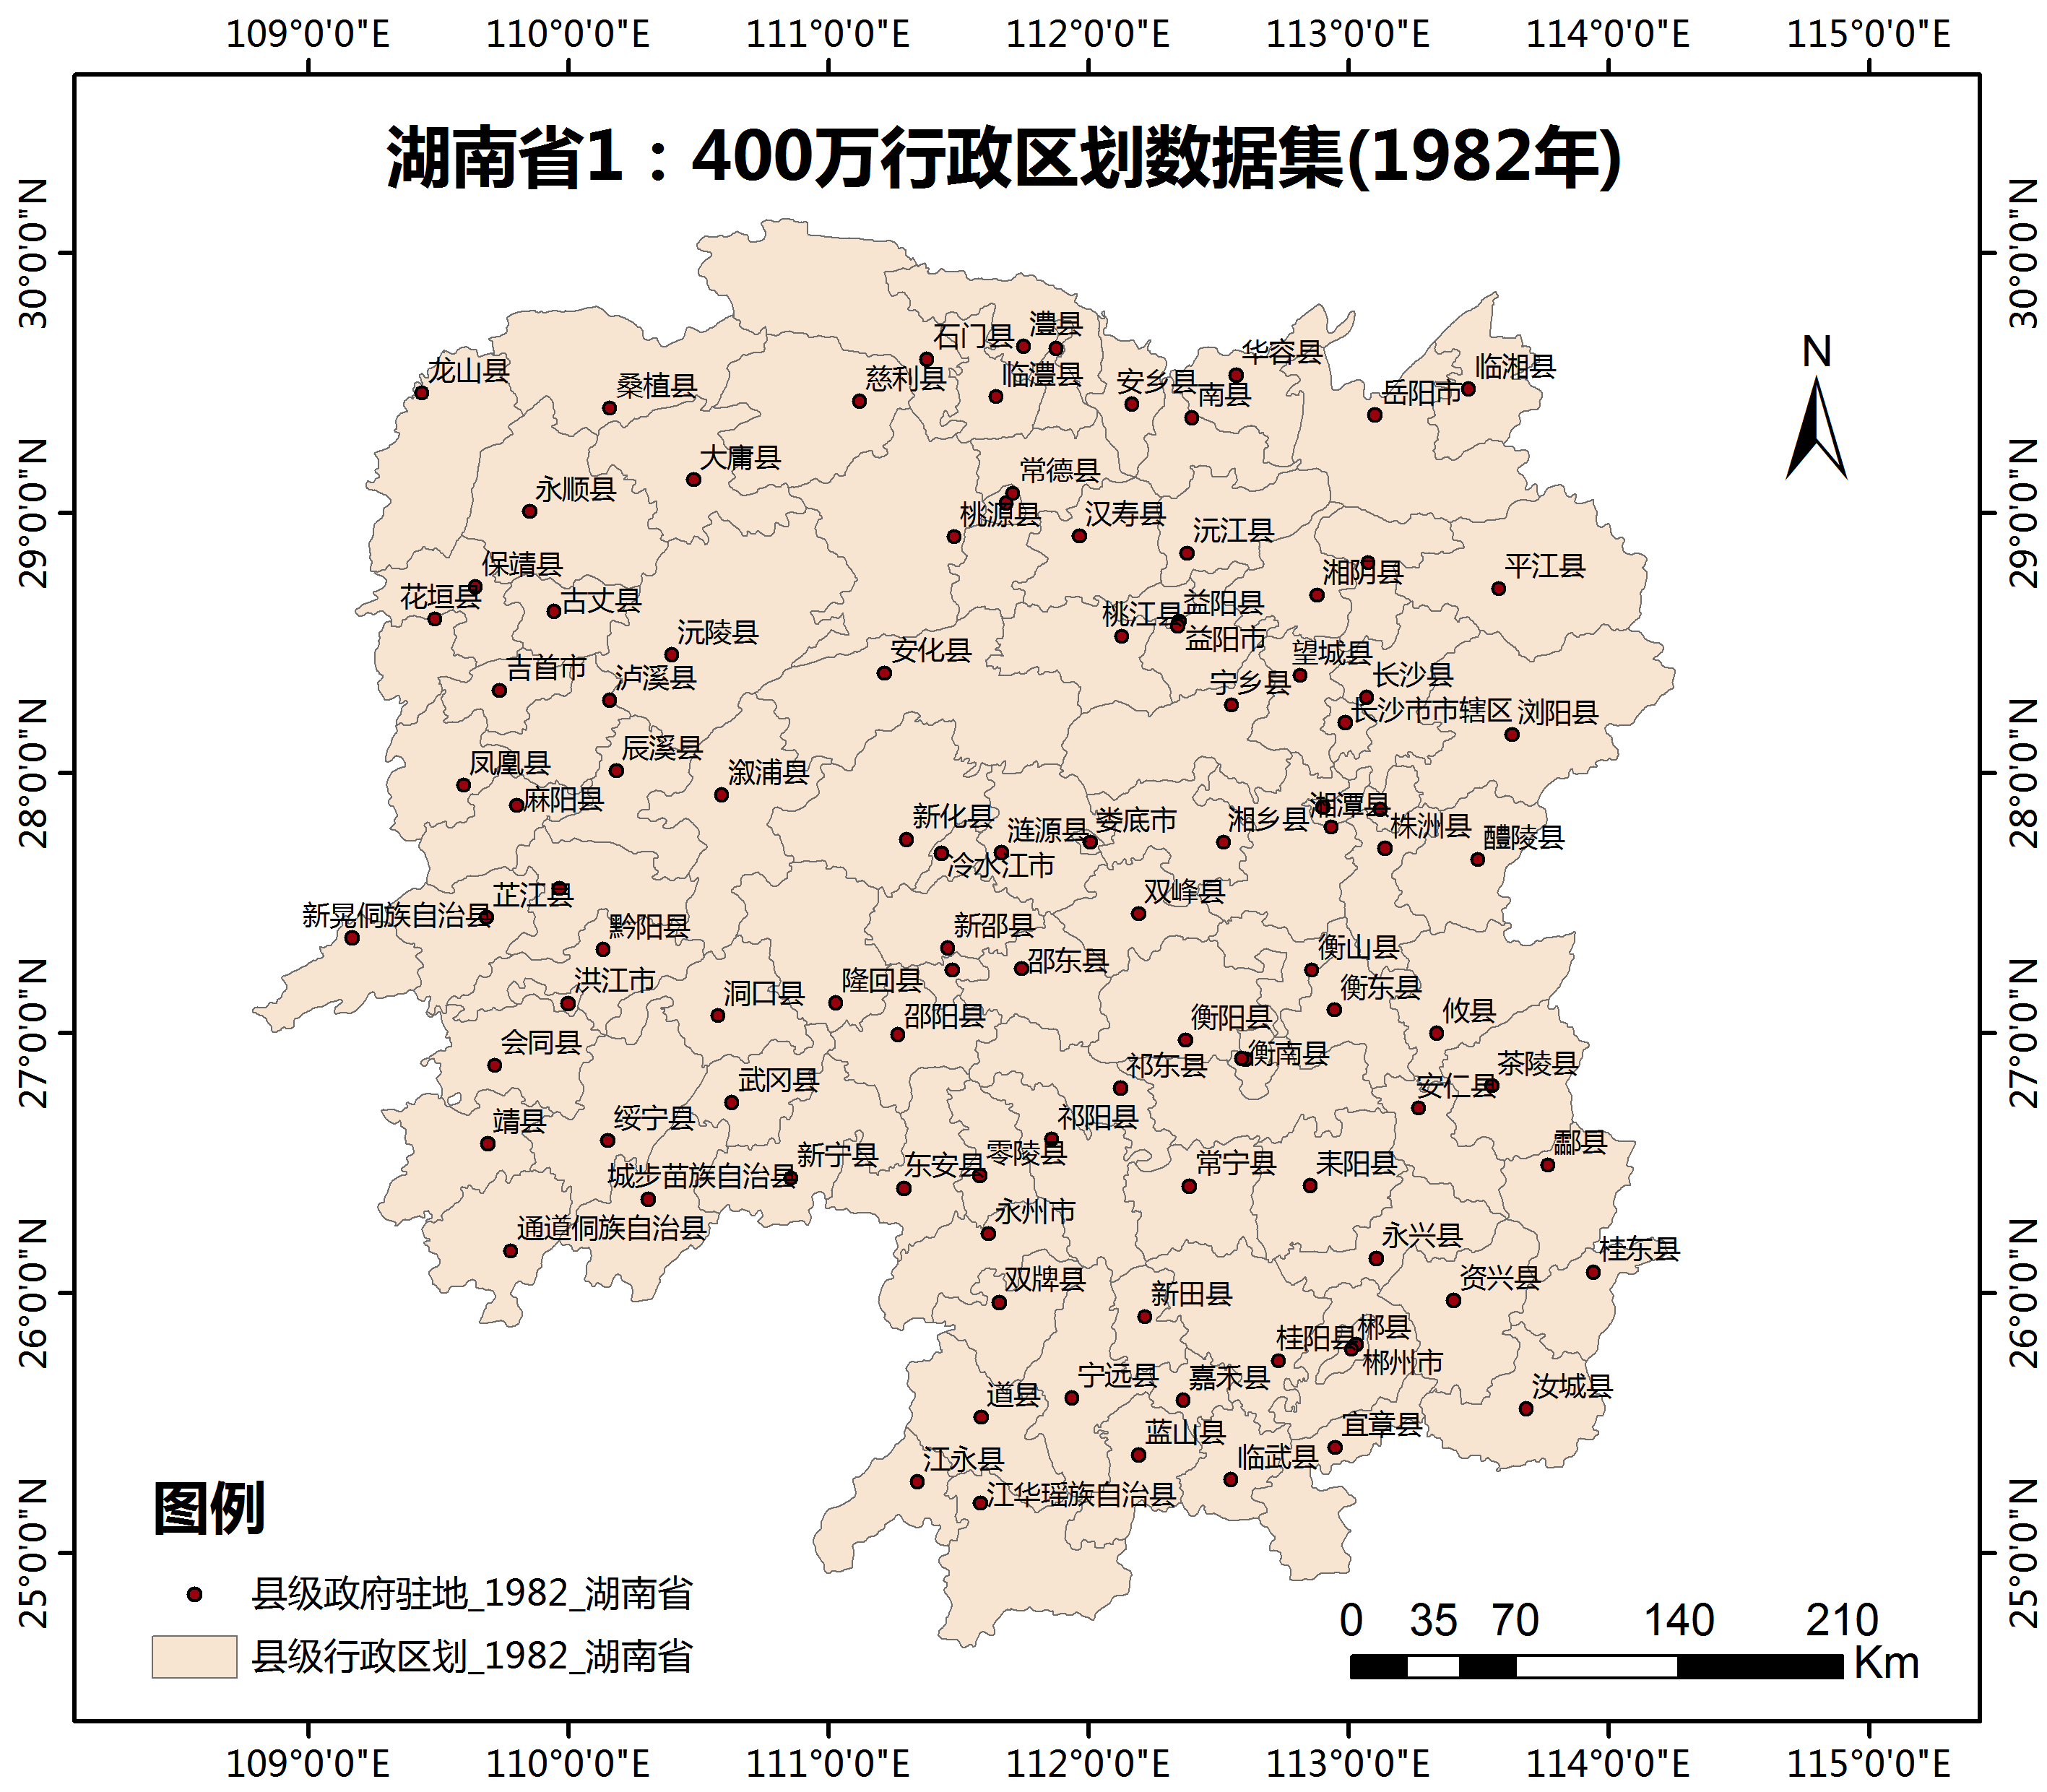 109°0'0"E 110°0'0"E 111°0'0"E 112°0'0"E 113°0'0"E 114°0'0"E 115°0'0"E
湖南省1：400万行政区划数据集(1982年)
30°0'0"N
29°0'0"N
28°0'0"N
27°0'0"N
26°0'0"N
25°0'0"N
30°0'0"N
29°0'0"N
28°0'0"N
27°0'0"N
26°0'0"N
25°0'0"N
N
澧县
石门县
华容县
临湘县
龙山县
临澧县
慈利县
安乡县
桑植县
南县
岳阳市
大庸县
常德县
永顺县
桃源县
汉寿县
沅江县
保靖县
湘阴县
平江县
花垣县
古丈县
益阳县
桃江县
沅陵县
益阳市
安化县
望城县
吉首市
泸溪县
长沙县
宁乡县
长沙市市辖区
浏阳县
辰溪县
凤凰县
溆浦县
麻阳县
湘潭县
新化县
娄底市
湘乡县
涟源县
株洲县
醴陵县
冷水江市
芷江县
双峰县
新晃侗族自治县
黔阳县
新邵县
衡山县
邵东县
洪江市
隆回县
洞口县
衡东县
邵阳县
衡阳县
攸县
会同县
衡南县
祁东县
茶陵县
武冈县
安仁县
绥宁县
祁阳县
靖县
酃县
新宁县
零陵县
东安县
常宁县
耒阳县
城步苗族自治县
永州市
通道侗族自治县
永兴县
桂东县
双牌县
资兴县
新田县
郴县
桂阳县
郴州市
宁远县
嘉禾县
汝城县
道县
宜章县
蓝山县
江永县
临武县
江华瑶族自治县
图例
县级政府驻地_1982_湖南省
县级行政区划_1982_湖南省
0 35 70 140 210
Km
109°0'0"E 110°0'0"E 111°0'0"E 112°0'0"E 113°0'0"E 114°0'0"E 115°0'0"E